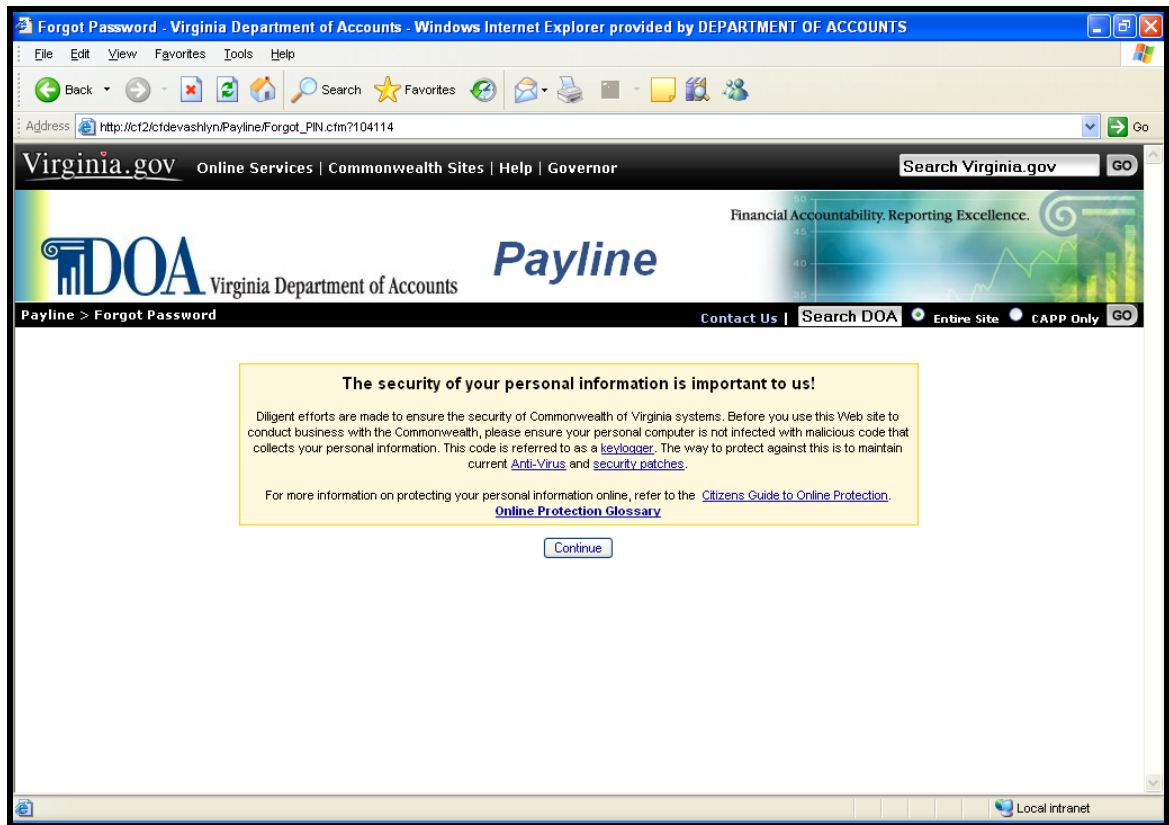 Forgot Password - Virginia Department of Accounts - Windows Internet Explorer provided by DEPARTMENT OF ACCOUNTS
File Edit View Favorites Tools Help
Back Search Favorites
Address http://cf2/cfdevashlyn/Payline/Forgot_PIN.cfm?104114 Go
Virginia.gov Online Services | Commonwealth Sites | Help | Governor Search Virginia.gov GO
Financial Accountability. Reporting Excellence.
50
45
40
35
DOA Virginia Department of Accounts Payline
Payline > Forgot Password Contact Us | Search DOA Entire Site CAPP Only GO
The security of your personal information is important to us!
Diligent efforts are made to ensure the security of Commonwealth of Virginia systems. Before you use this Web site to
conduct business with the Commonwealth, please ensure your personal computer is not infected with malicious code that
collects your personal information. This code is referred to as a keylogger. The way to protect against this is to maintain
current Anti-Virus and security patches.
For more information on protecting your personal information online, refer to the Citizens Guide to Online Protection.
Online Protection Glossary
Continue
Local intranet